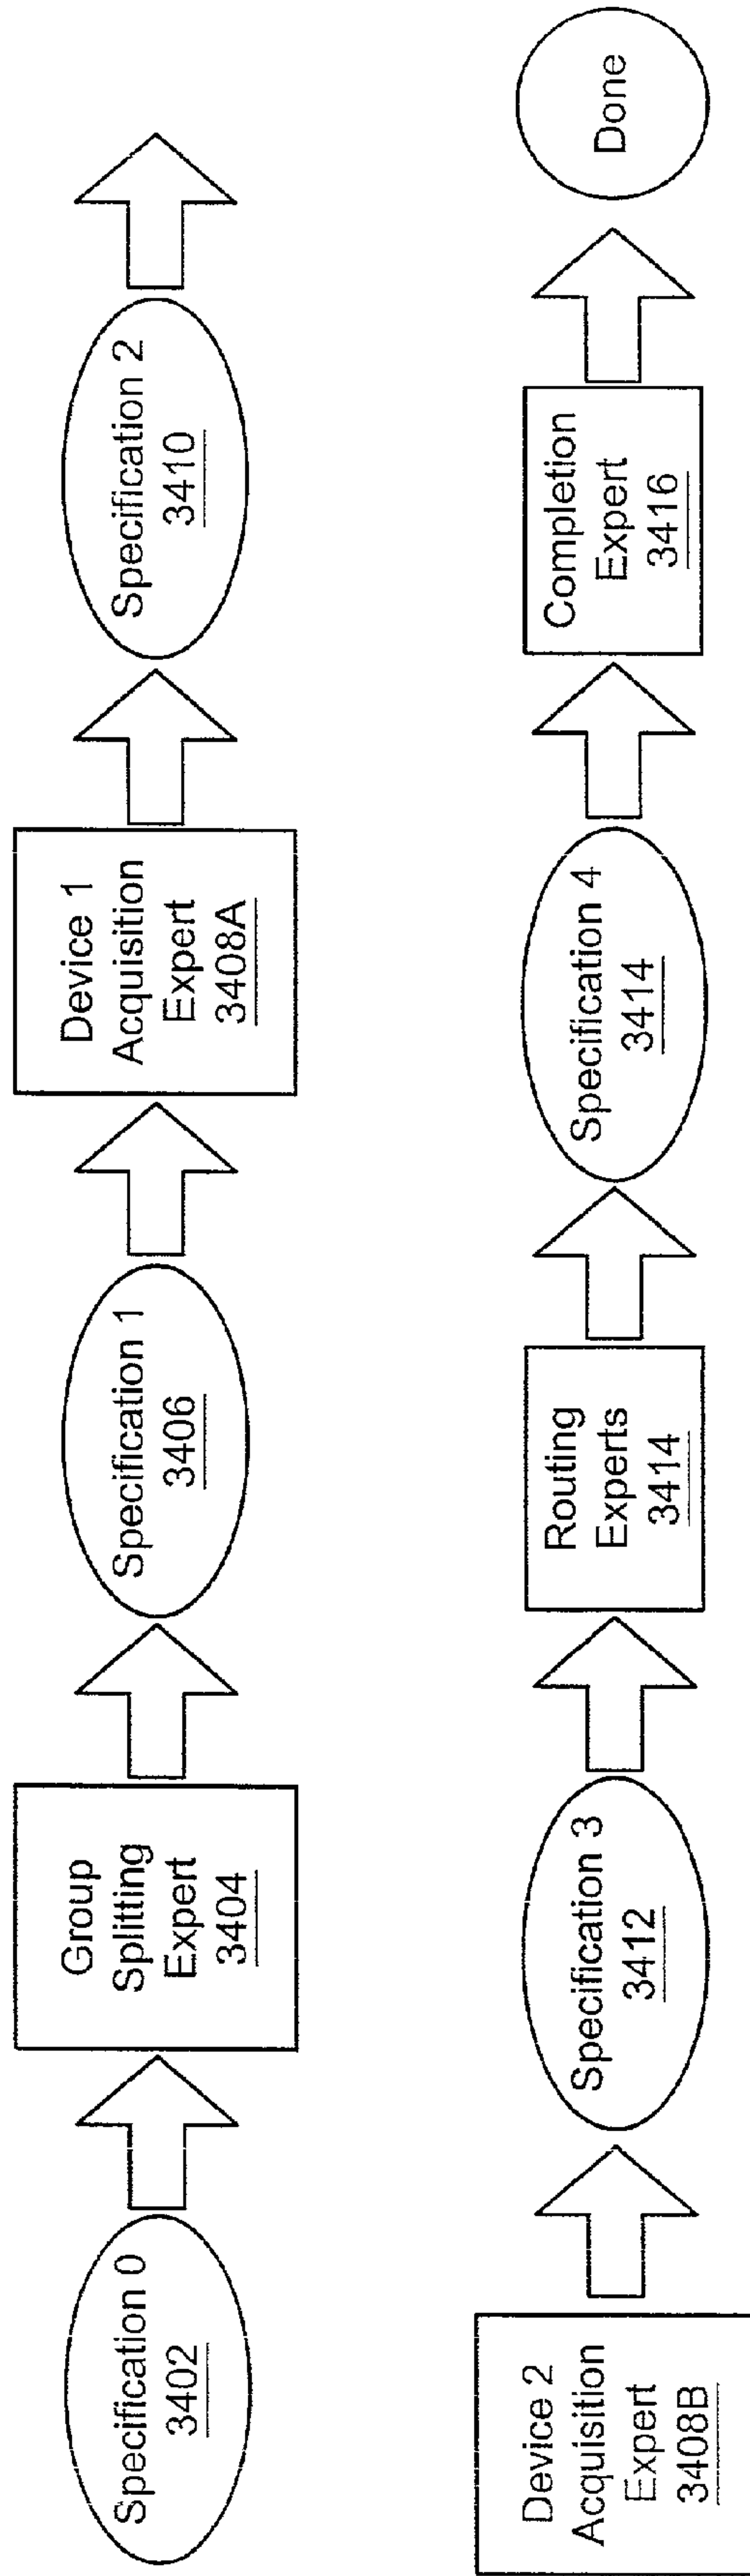 Specification 0
3402
Group
Splitting
Expert
3404
Specification 1
3406
Device 1
Acquisition
Expert
3408A
Specification 2
3410
Device 2
Acquisition
Expert
3408B
Specification 3
3412
Routing
Experts
3414
Specification 4
3414
Completion
Expert
3416
Done